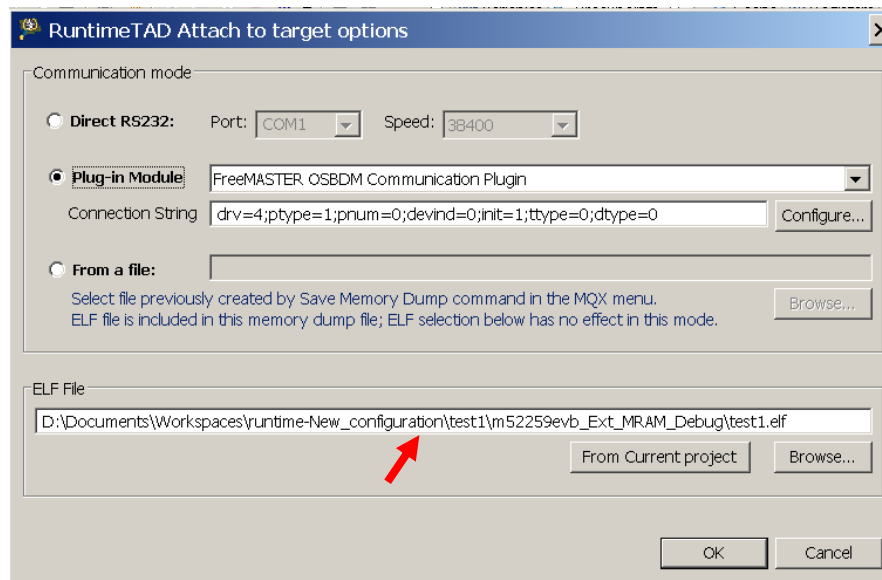 RuntimeTAD Attach to target options
Communication mode
Direct RS232: Port: COM1 Speed: 38400
Plug-in Module FreeMASTER OSBDM Communication Plugin
Connection String drv=4;ptype=1;pnum=0;devind=0;init=1;ttype=0;dtype=0 Configure...
From a file:
Select file previously created by Save Memory Dump command in the MQX menu. Browse...
ELF file is included in this memory dump file; ELF selection below has no effect in this mode.
ELF File
D:\Documents\Workspaces\runtime-New_configuration\test1\m52259evb_Ext_MRAM_Debug\test1.elf
From Current project Browse...
OK Cancel